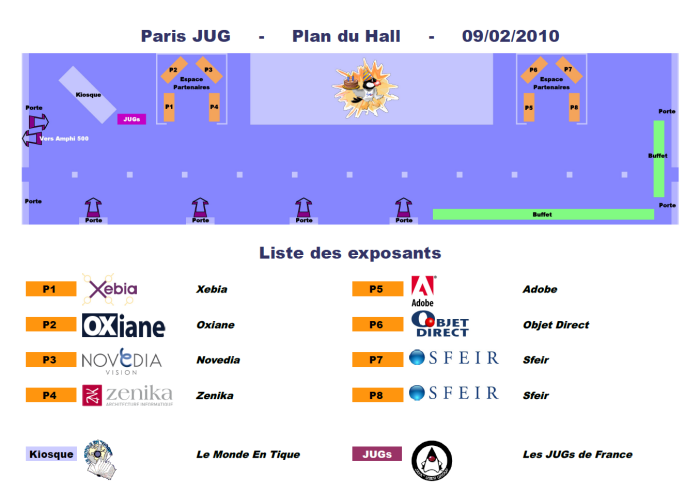 Paris JUG - Plan du Hall - 09/02/2010
P2 P3
Espace
Partenaires
P1 P4
Kiosque
JUGs
P6 P7
Espace
Partenaires
P5 P8
Porte
Vers Amphi 500
Porte
Porte
Buffet
Porte
Porte
Porte
Porte
Porte
Buffet
Liste des exposants
P1 Xebia Xebia
P5 Adobe Adobe
P2 OXiane Oxiane
P6 OBJET DIRECT Objet Direct
P3 NOVEDIA VISION Novedia
P7 SFEIR Sfeir
P4 zenika ARCHITECTURE INFORMATIQUE Zenika
P8 SFEIR Sfeir
Kiosque Le Monde En Tique
JUGs Les JUGs de France